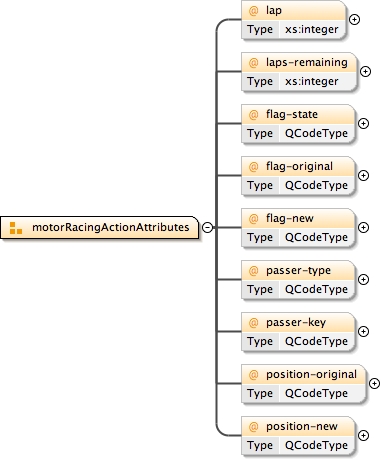 @ lap
Type xs:integer
@ laps-remaining
Type xs:integer
@ flag-state
Type QCodeType
@ flag-original
Type QCodeType
motorRacingActionAttributes
@ flag-new
Type QCodeType
@ passer-type
Type QCodeType
@ passer-key
Type QCodeType
@ position-original
Type QCodeType
@ position-new
Type QCodeType